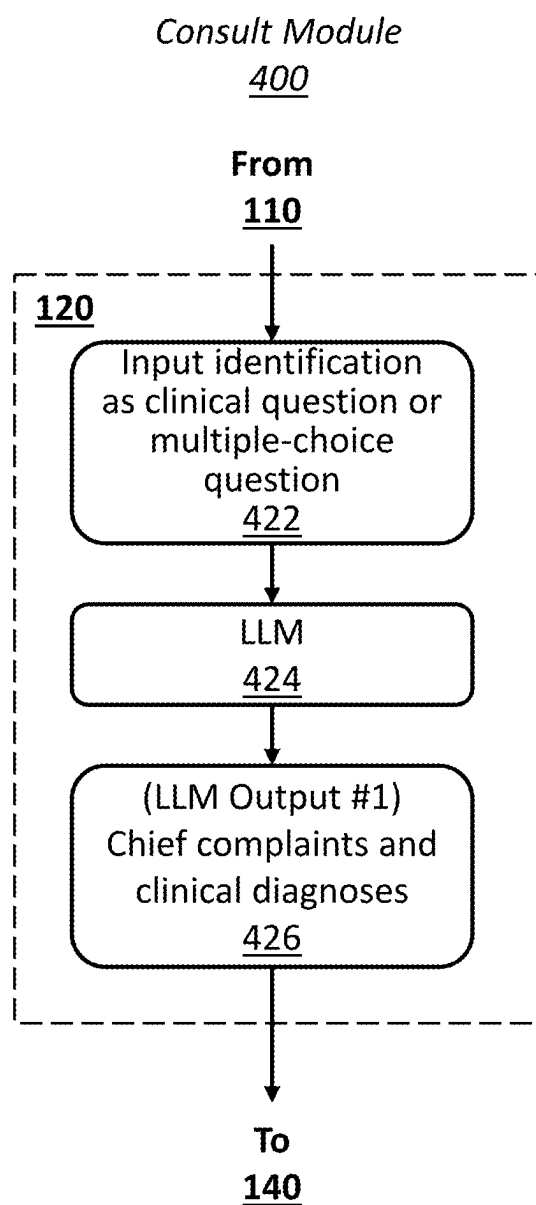 Consult Module
400
From
110
120
Input identification
as clinical question or
multiple-choice
question
422
LLM
424
(LLM Output #1)
Chief complaints and
clinical diagnoses
426
To
140